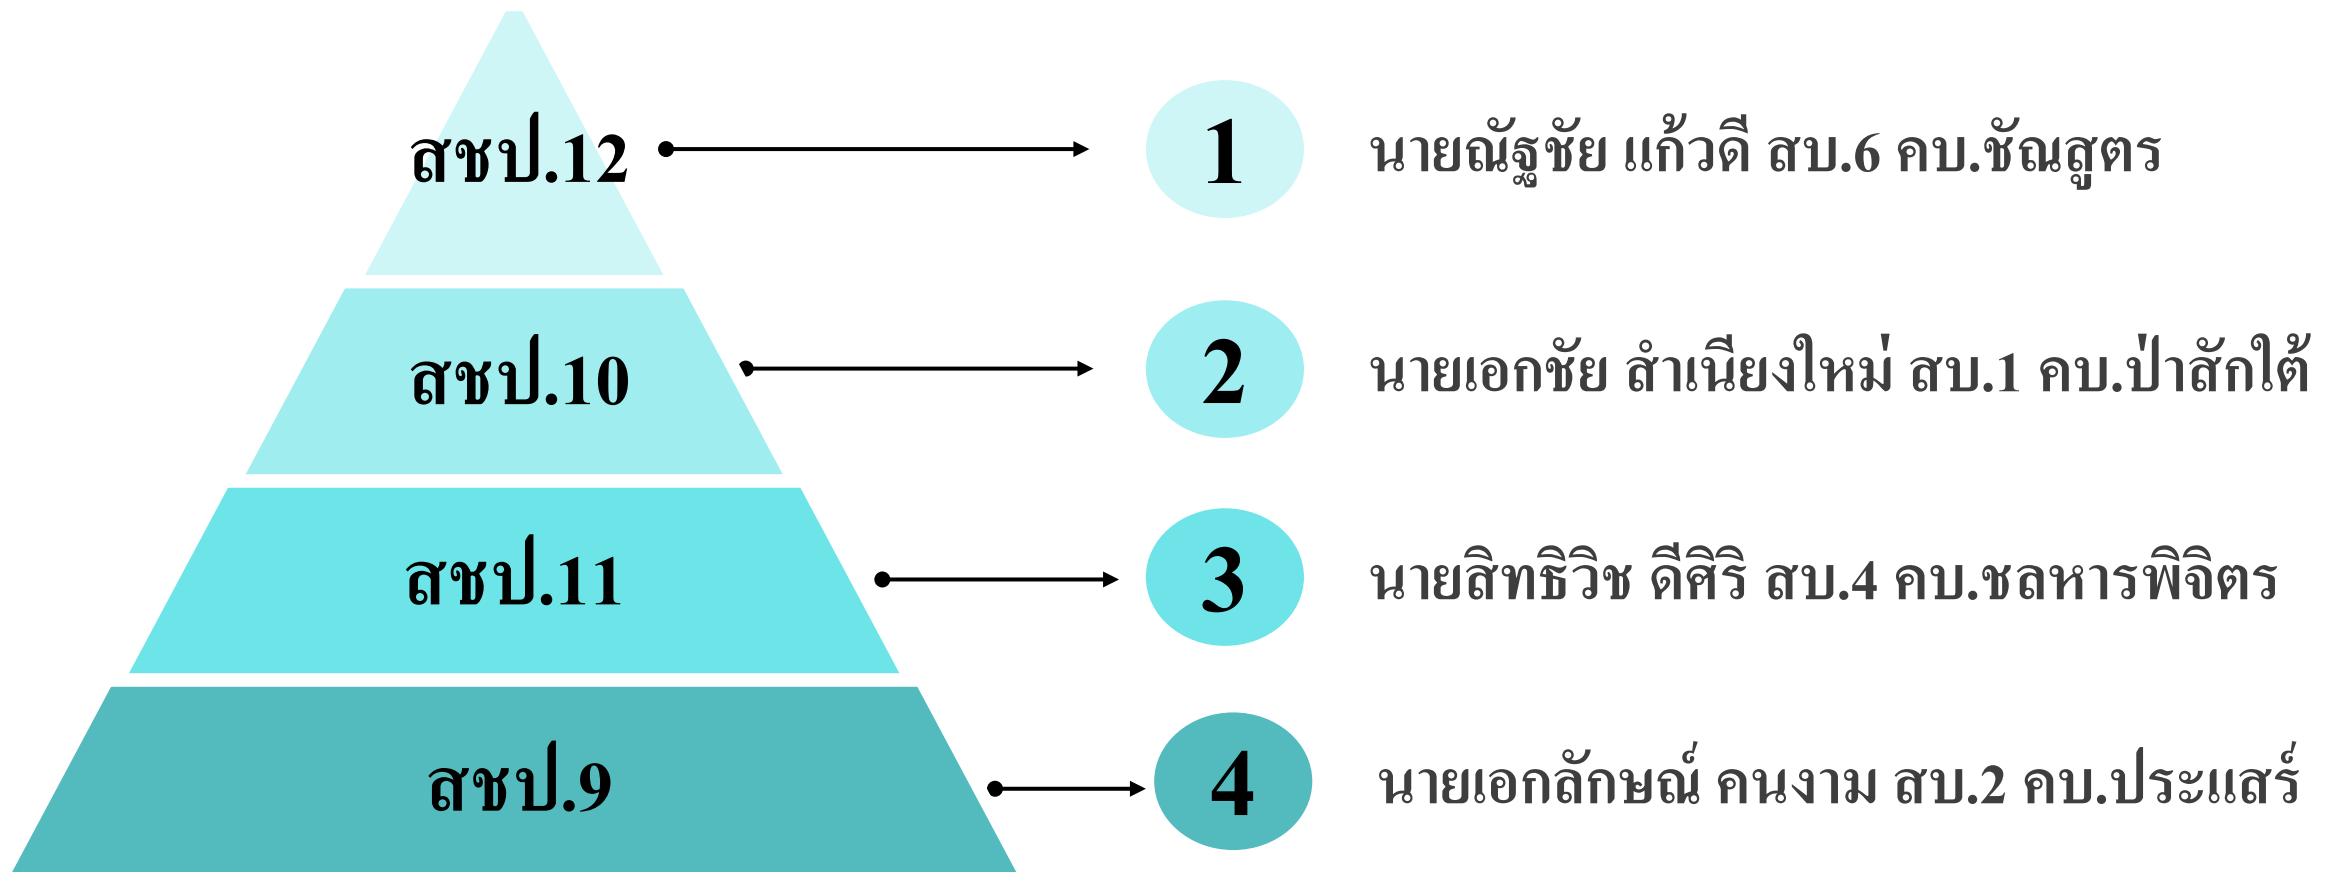 สชป.12
1
นายณัฐชัย แก้วดี สบ.6 คบ.ชัณสูตร
สชป.10
2
นายเอกชัย สำเนียงใหม่ สบ.1 คบ.ป่าสักใต้
สชป.11
3
นายสิทธิวิช ดีศิริ สบ.4 คบ.ชลหารพิจิตร
สชป.9
4
นายเอกลักษณ์ คนงาม สบ.2 คบ.ประแสร์